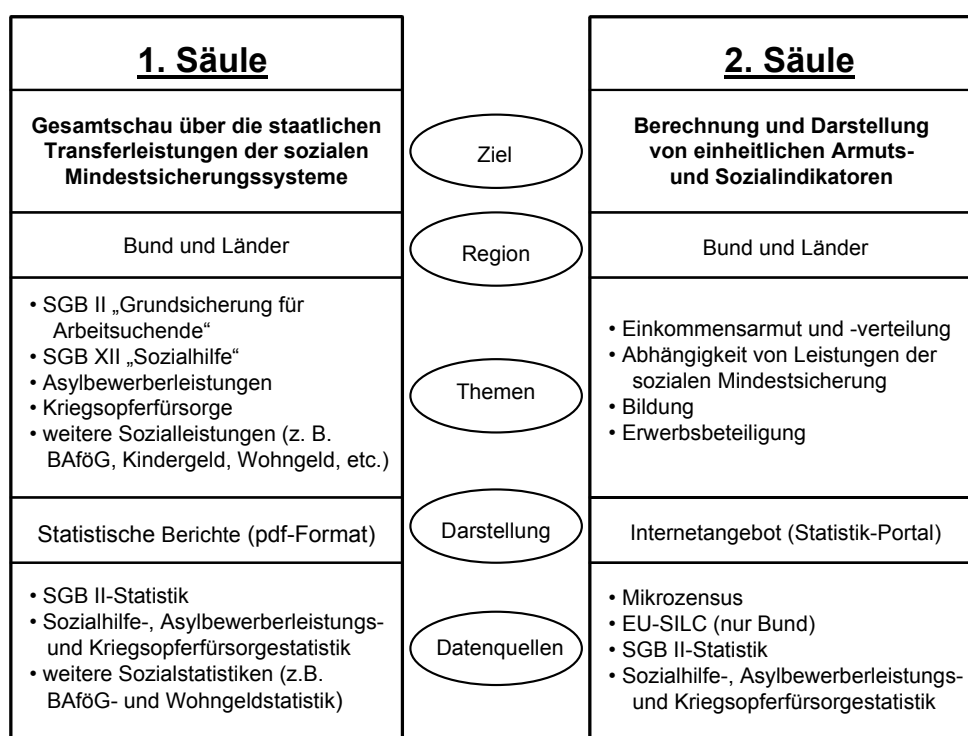 1. Säule
Gesamtschau über die staatlichen
Transferleistungen der sozialen
Mindestsicherungssysteme
Bund und Länder
• SGB II „Grundsicherung für
Arbeitsuchende“
• SGB XII „Sozialhilfe“
• Asylbewerberleistungen
• Kriegsopferfürsorge
• weitere Sozialleistungen (z. B.
BAföG, Kindergeld, Wohngeld, etc.)
Statistische Berichte (pdf-Format)
• SGB II-Statistik
• Sozialhilfe-, Asylbewerberleistungs-
und Kriegsopferfürsorgestatistik
• weitere Sozialstatistiken (z.B.
BAföG- und Wohngeldstatistik)
Ziel
Region
Themen
Darstellung
Datenquellen
2. Säule
Berechnung und Darstellung
von einheitlichen Armuts-
und Sozialindikatoren
Bund und Länder
• Einkommensarmut und -verteilung
• Abhängigkeit von Leistungen der
sozialen Mindestsicherung
• Bildung
• Erwerbsbeteiligung
Internetangebot (Statistik-Portal)
• Mikrozensus
• EU-SILC (nur Bund)
• SGB II-Statistik
• Sozialhilfe-, Asylbewerberleistungs-
und Kriegsopferfürsorgestatistik